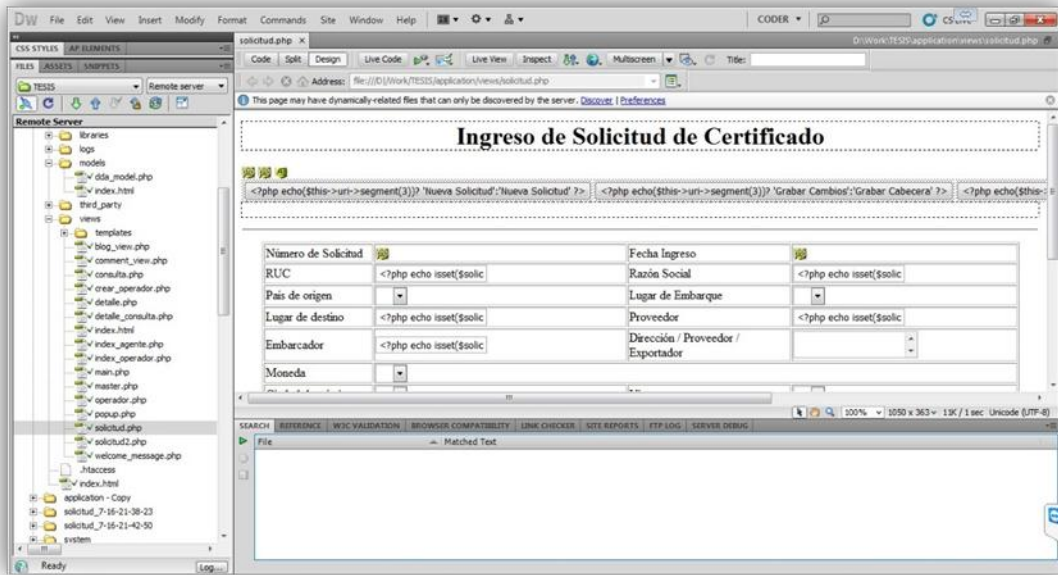 DW File Edit View Insert Modify Format Commands Site Window Help CODER
CSS STYLES AP ELEMENTS
FILES ASSETS SNIPPETS
TESIS Remote server
Remote Server
libraries
logs
models
dda_model.php
index.html
third_party
views
templates
blog_view.php
comment_view.php
consulta.php
crear_operador.php
detalle.php
detalle_consulta.php
index.html
index_agente.php
index_operador.php
main.php
master.php
operador.php
popup.php
solicitud.php
solicitud2.php
welcome_message.php
.htaccess
index.html
application - Copy
solicitud_7-16-21-38-23
solicitud_7-16-21-42-50
system
Ready Log...
solicitud.php × D:\Work\TESIS\application\views\solicitud.php
Code Split Design Live Code Live View Inspect Multiscreen Title:
Address: file:///D|/Work/TESIS/application/views/solicitud.php
This page may have dynamically-related files that can only be discovered by the server. Discover | Preferences
Ingreso de Solicitud de Certificado
<?php echo($this->uri->segment(3))? 'Nueva Solicitud':'Nueva Solicitud' ?> <?php echo($this->uri->segment(3))? 'Grabar Cambios':'Grabar Cabecera' ?> <?php echo($this->
Número de Solicitud Fecha Ingreso
RUC <?php echo isset($solic Razón Social <?php echo isset($solic
Pais de origen Lugar de Embarque
Lugar de destino <?php echo isset($solic Proveedor <?php echo isset($solic
Embarcador <?php echo isset($solic Dirección / Proveedor /
Exportador
Moneda
100% 1050 x 363 11K / 1 sec Unicode (UTF-8)
SEARCH REFERENCE W3C VALIDATION BROWSER COMPATIBILITY LINK CHECKER SITE REPORTS FTP LOG SERVER DEBUG
File Matched Text